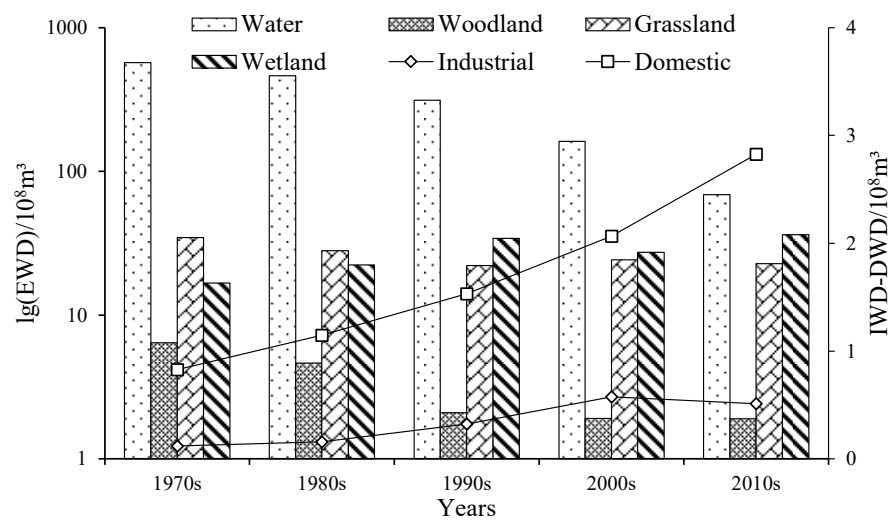 Water Woodland Grassland
Wetland Industrial Domestic
1000
100
10
1
lg(EWD)/10⁸m³
4
3
2
1
0
IWD-DWD/10⁸m³
1970s 1980s 1990s 2000s 2010s
Years